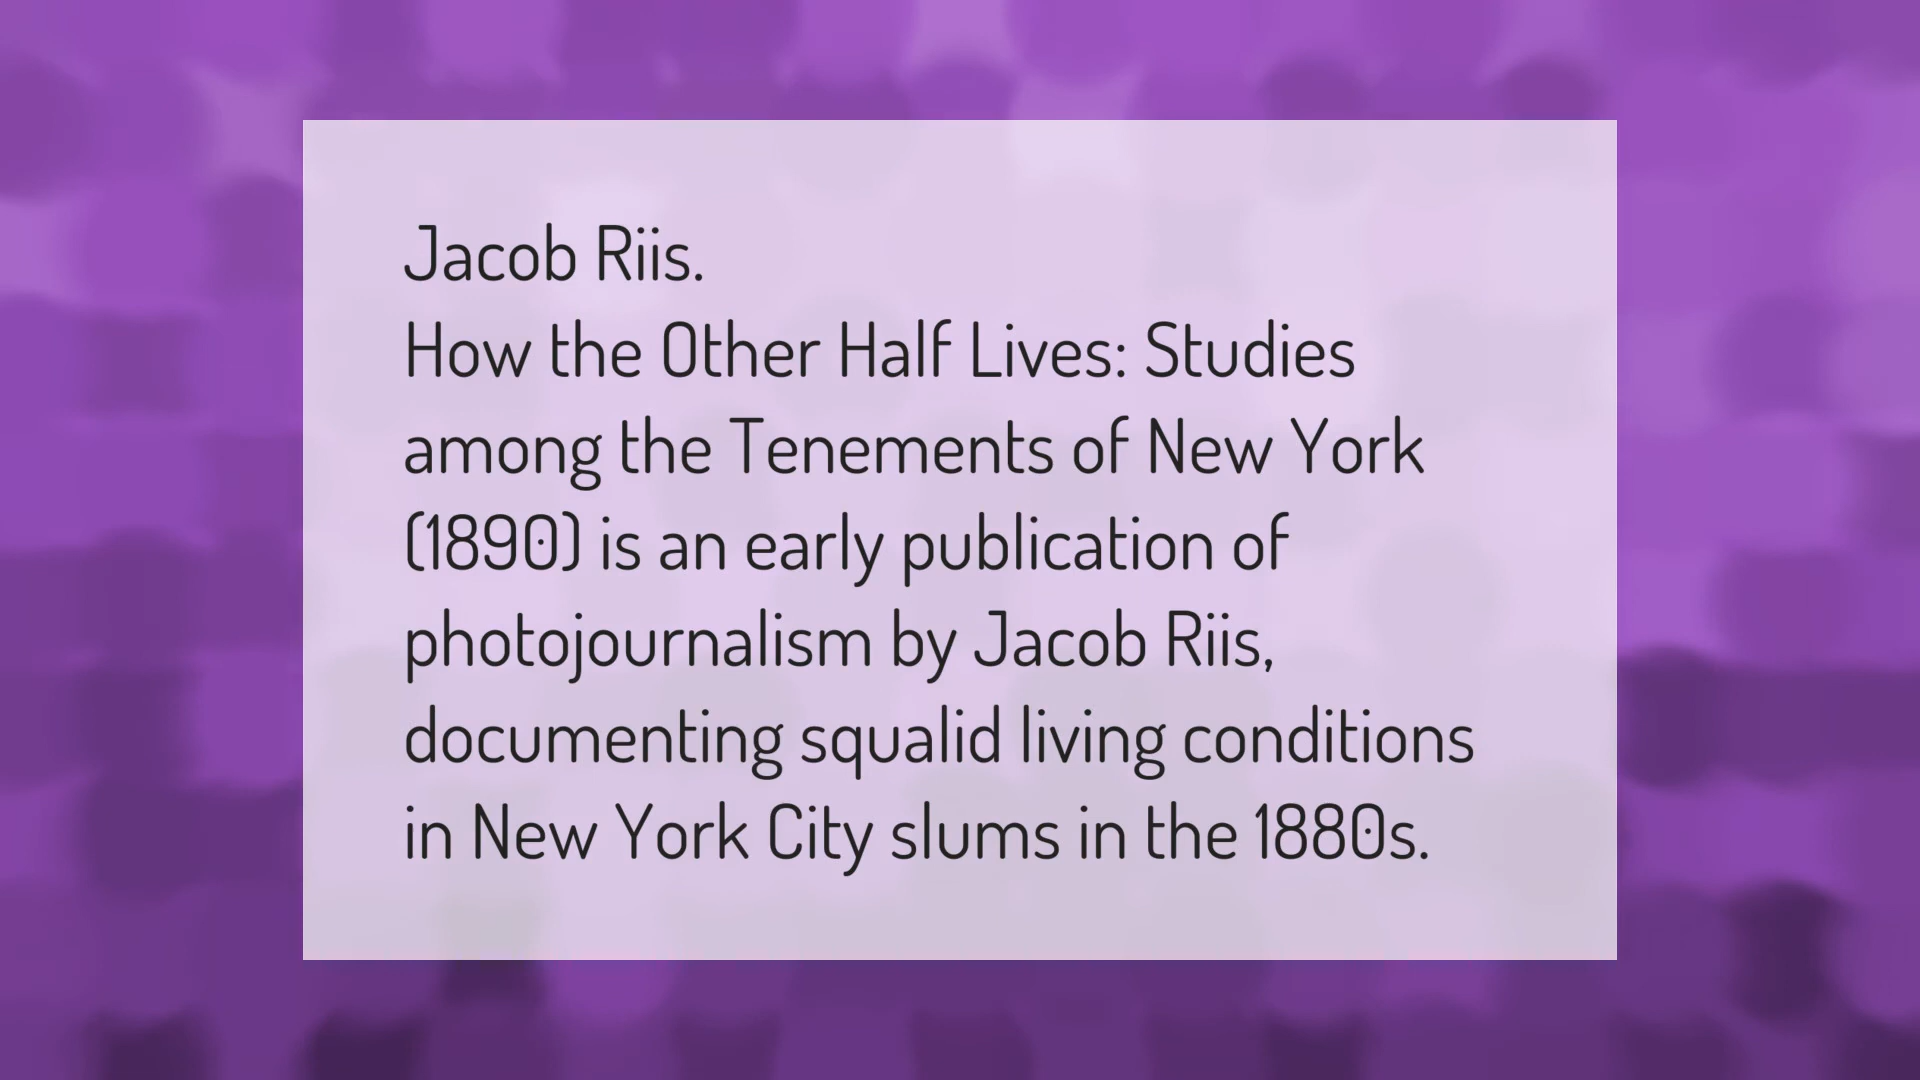 Jacob Riis.
How the Other Half Lives: Studies
among the Tenements of New York
(1890) is an early publication of
photojournalism by Jacob Riis,
documenting squalid living conditions
in New York City slums in the 1880s.